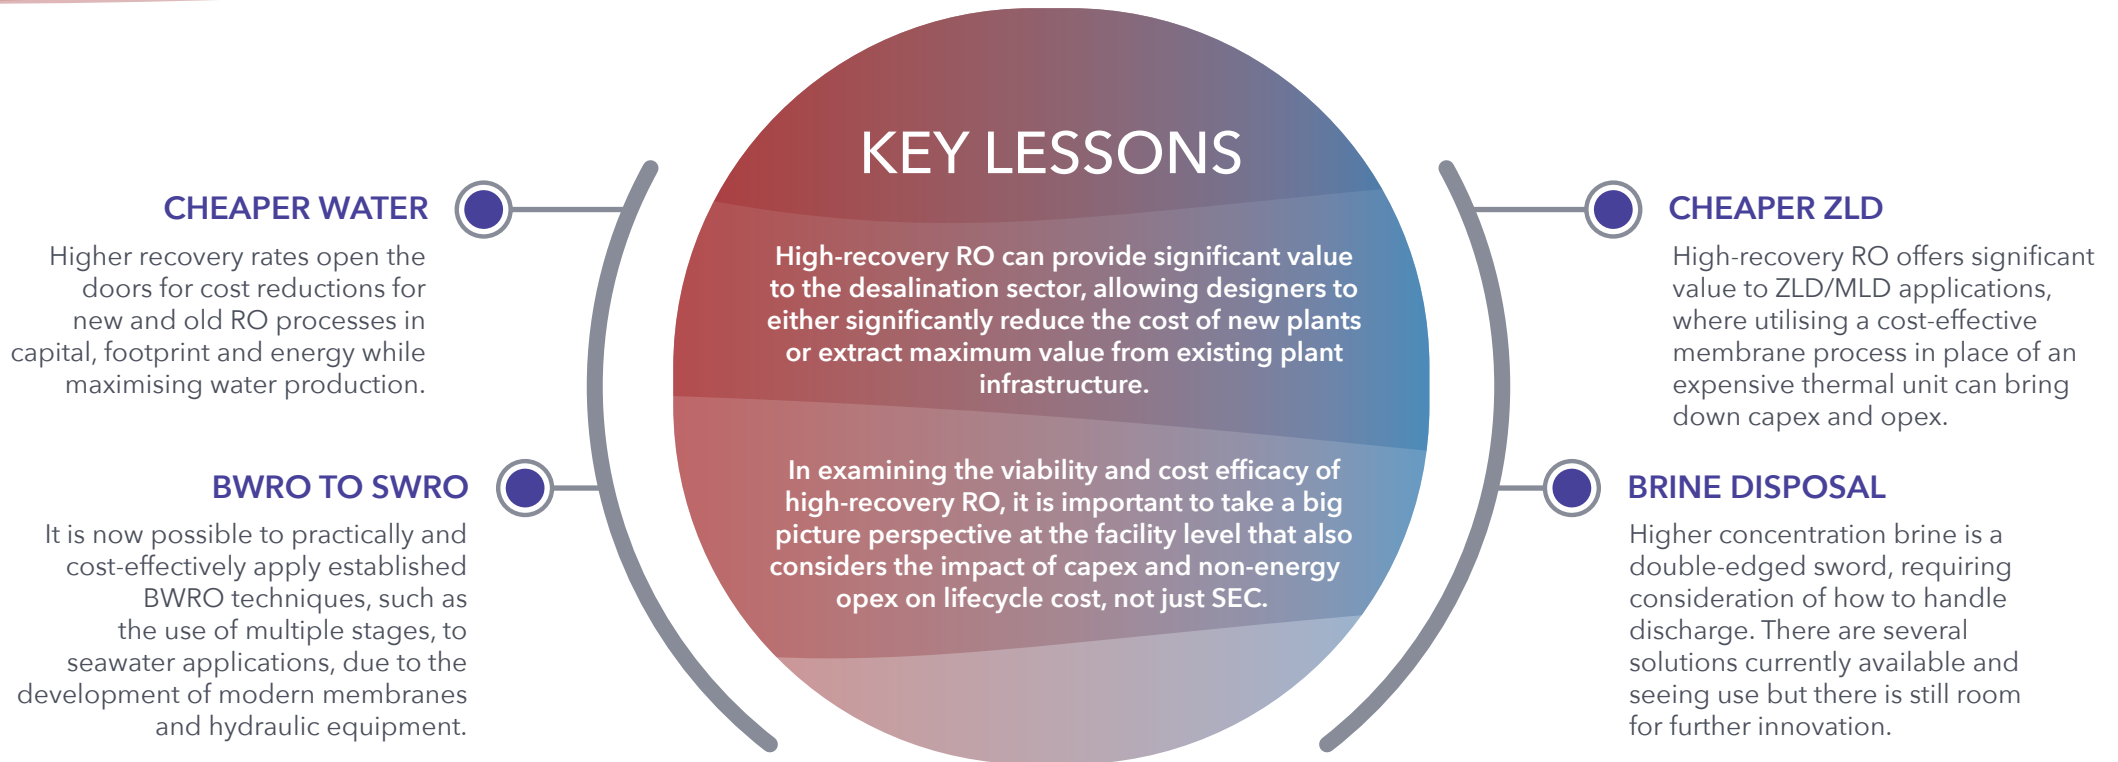 KEY LESSONS
High-recovery RO can provide significant value
to the desalination sector, allowing designers to
either significantly reduce the cost of new plants
or extract maximum value from existing plant
infrastructure.
In examining the viability and cost efficacy of
high-recovery RO, it is important to take a big
picture perspective at the facility level that also
considers the impact of capex and non-energy
opex on lifecycle cost, not just SEC.
CHEAPER WATER
Higher recovery rates open the
doors for cost reductions for
new and old RO processes in
capital, footprint and energy while
maximising water production.
BWRO TO SWRO
It is now possible to practically and
cost-effectively apply established
BWRO techniques, such as
the use of multiple stages, to
seawater applications, due to the
development of modern membranes
and hydraulic equipment.
CHEAPER ZLD
High-recovery RO offers significant
value to ZLD/MLD applications,
where utilising a cost-effective
membrane process in place of an
expensive thermal unit can bring
down capex and opex.
BRINE DISPOSAL
Higher concentration brine is a
double-edged sword, requiring
consideration of how to handle
discharge. There are several
solutions currently available and
seeing use but there is still room
for further innovation.